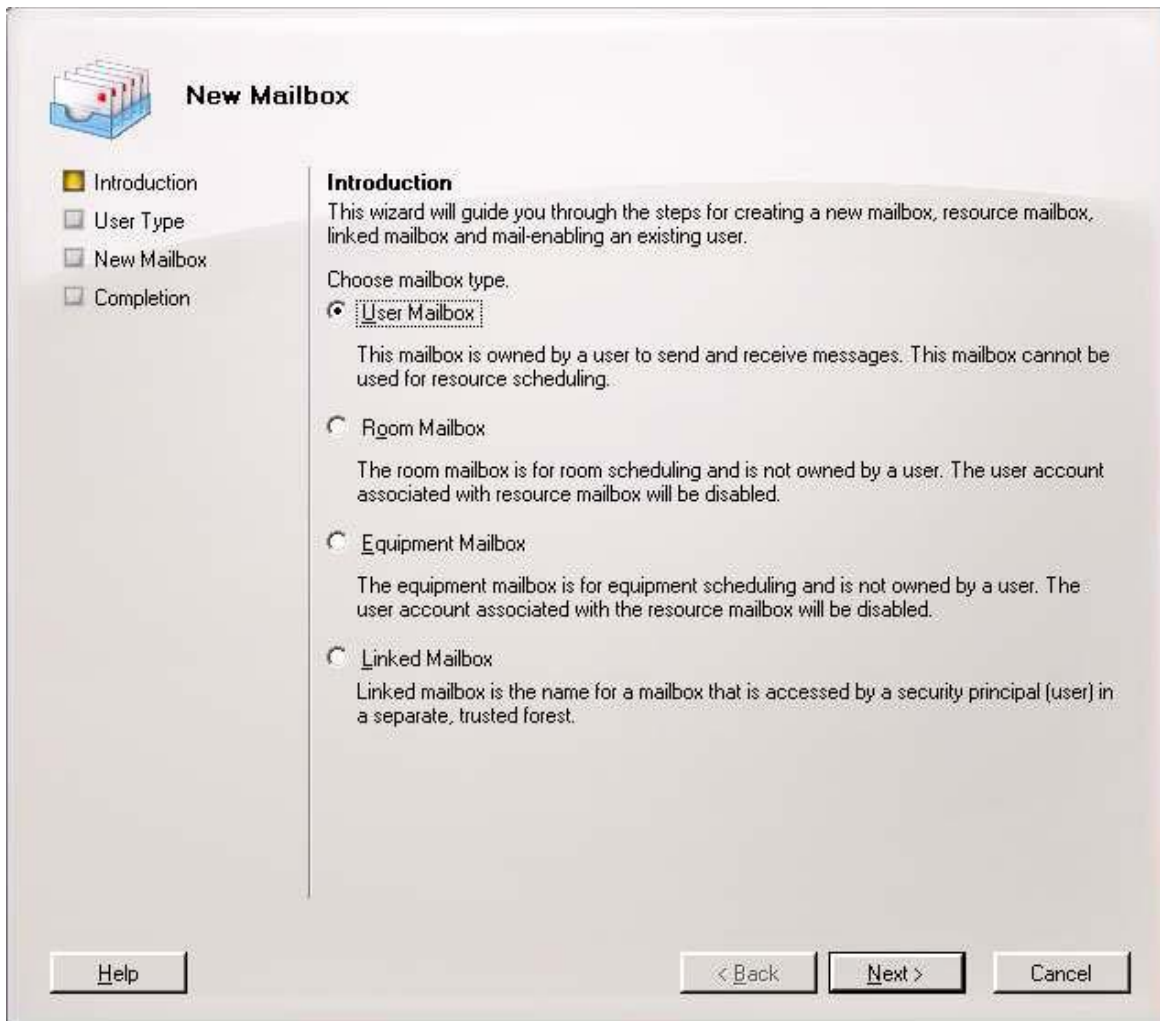 New Mailbox
Introduction
User Type
New Mailbox
Completion
Introduction
This wizard will guide you through the steps for creating a new mailbox, resource mailbox,
linked mailbox and mail-enabling an existing user.
Choose mailbox type.
User Mailbox
This mailbox is owned by a user to send and receive messages. This mailbox cannot be
used for resource scheduling.
Room Mailbox
The room mailbox is for room scheduling and is not owned by a user. The user account
associated with resource mailbox will be disabled.
Equipment Mailbox
The equipment mailbox is for equipment scheduling and is not owned by a user. The
user account associated with the resource mailbox will be disabled.
Linked Mailbox
Linked mailbox is the name for a mailbox that is accessed by a security principal (user) in
a separate, trusted forest.
Help
< Back
Next >
Cancel